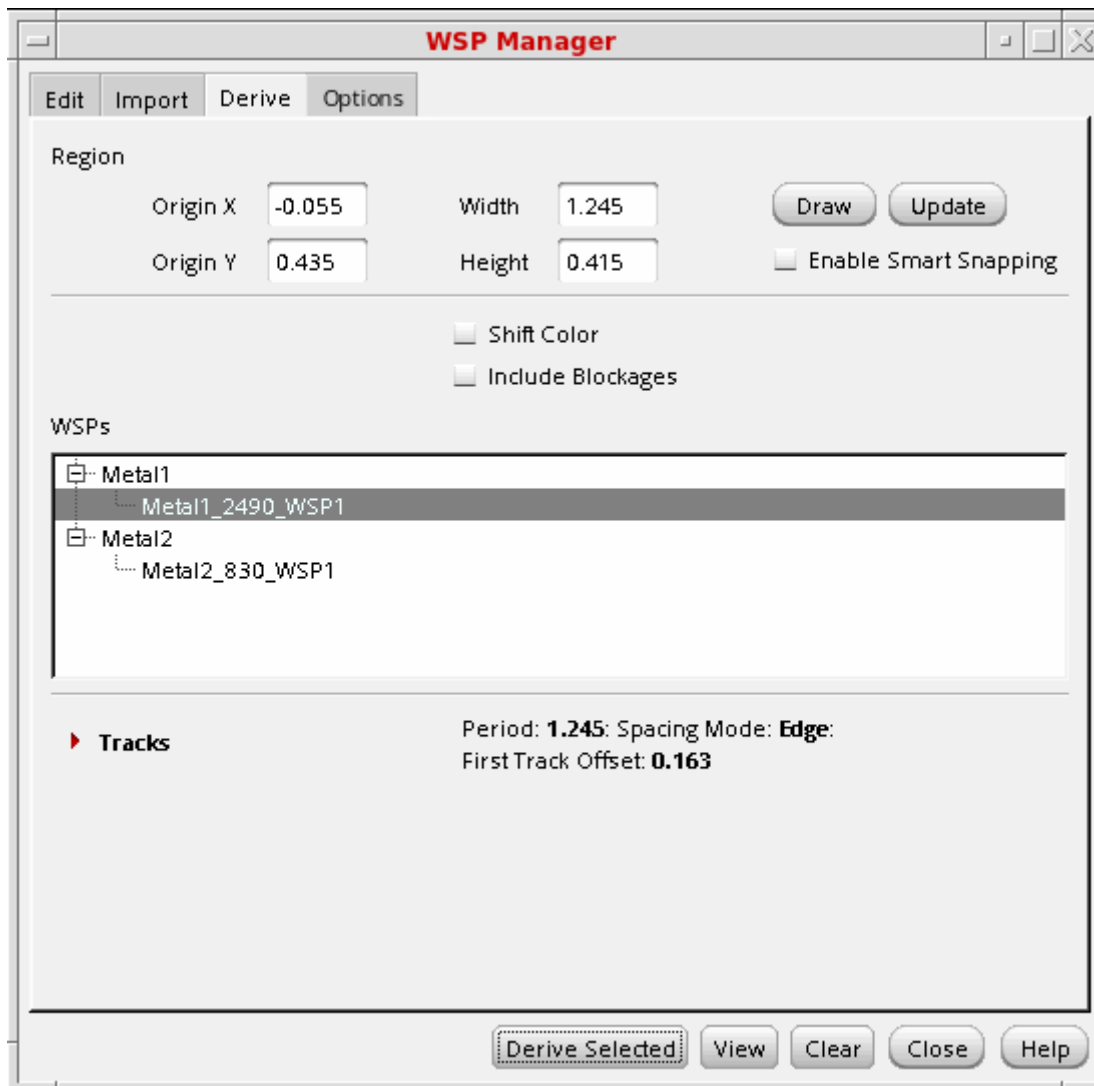 WSP Manager
Edit Import Derive Options
Region
Origin X -0.055 Width 1.245 Draw Update
Origin Y 0.435 Height 0.415 Enable Smart Snapping
Shift Color
Include Blockages
WSPs
Metal1
Metal1_2490_WSP1
Metal2
Metal2_830_WSP1
Tracks Period: 1.245: Spacing Mode: Edge:
First Track Offset: 0.163
Derive Selected View Clear Close Help